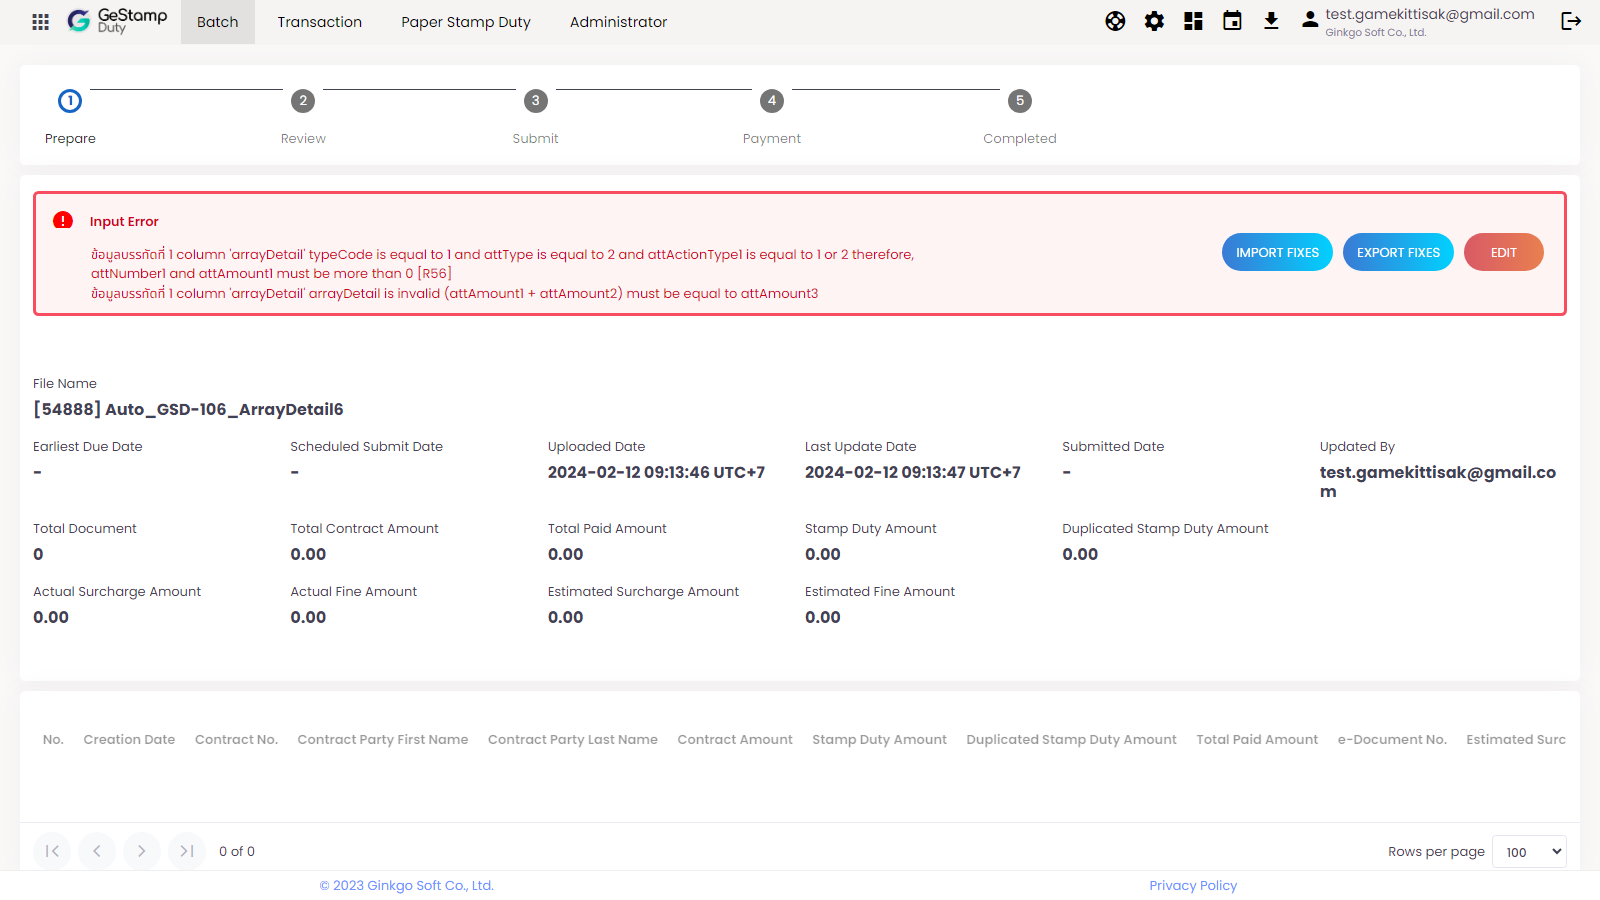 GeStamp
Duty
Batch
Transaction
Paper Stamp Duty
Administrator
test.gamekittisak@gmail.com
Ginkgo Soft Co., Ltd.
1
2
3
4
5
Prepare
Review
Submit
Payment
Completed
Input Error
ข้อมูลบรรทัดที่ 1 column 'arrayDetail' typeCode is equal to 1 and attType is equal to 2 and attActionType1 is equal to 1 or 2 therefore,
attNumber1 and attAmount1 must be more than 0 [R56]
ข้อมูลบรรทัดที่ 1 column 'arrayDetail' arrayDetail is invalid (attAmount1 + attAmount2) must be equal to attAmount3
IMPORT FIXES
EXPORT FIXES
EDIT
File Name
[54888] Auto_GSD-106_ArrayDetail6
Earliest Due Date
-
Scheduled Submit Date
-
Uploaded Date
2024-02-12 09:13:46 UTC+7
Last Update Date
2024-02-12 09:13:47 UTC+7
Submitted Date
-
Updated By
test.gamekittisak@gmail.co
m
Total Document
0
Total Contract Amount
0.00
Total Paid Amount
0.00
Stamp Duty Amount
0.00
Duplicated Stamp Duty Amount
0.00
Actual Surcharge Amount
0.00
Actual Fine Amount
0.00
Estimated Surcharge Amount
0.00
Estimated Fine Amount
0.00
No.
Creation Date
Contract No.
Contract Party First Name
Contract Party Last Name
Contract Amount
Stamp Duty Amount
Duplicated Stamp Duty Amount
Total Paid Amount
e-Document No.
Estimated Surc
0 of 0
Rows per page
100
© 2023 Ginkgo Soft Co., Ltd.
Privacy Policy